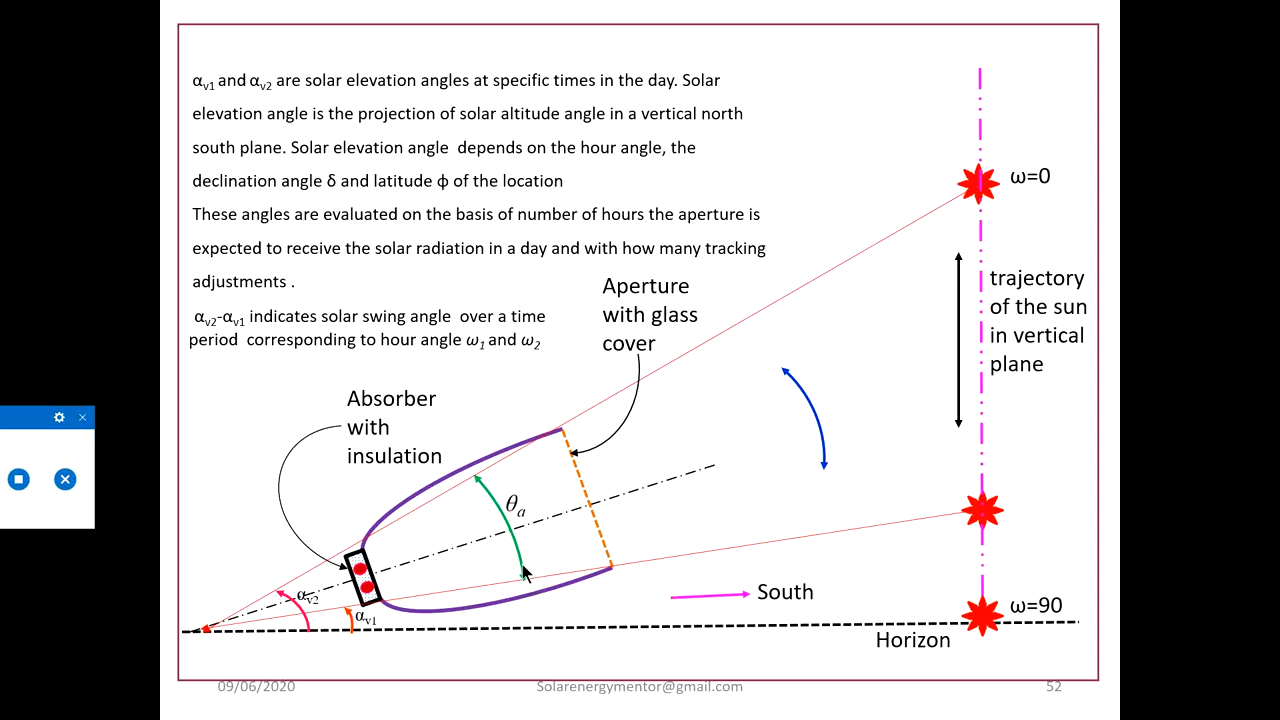 αv1 and αv2 are solar elevation angles at specific times in the day. Solar
elevation angle is the projection of solar altitude angle in a vertical north
south plane. Solar elevation angle depends on the hour angle, the
declination angle δ and latitude ф of the location
These angles are evaluated on the basis of number of hours the aperture is
expected to receive the solar radiation in a day and with how many tracking
adjustments .
αv2-αv1 indicates solar swing angle over a time
period corresponding to hour angle ω1 and ω2
Aperture
with glass
cover
Absorber
with
insulation
ω=0
trajectory
of the sun
in vertical
plane
θa
αv2
αv1
South
ω=90
Horizon
09/06/2020
Solarenergymentor@gmail.com
52